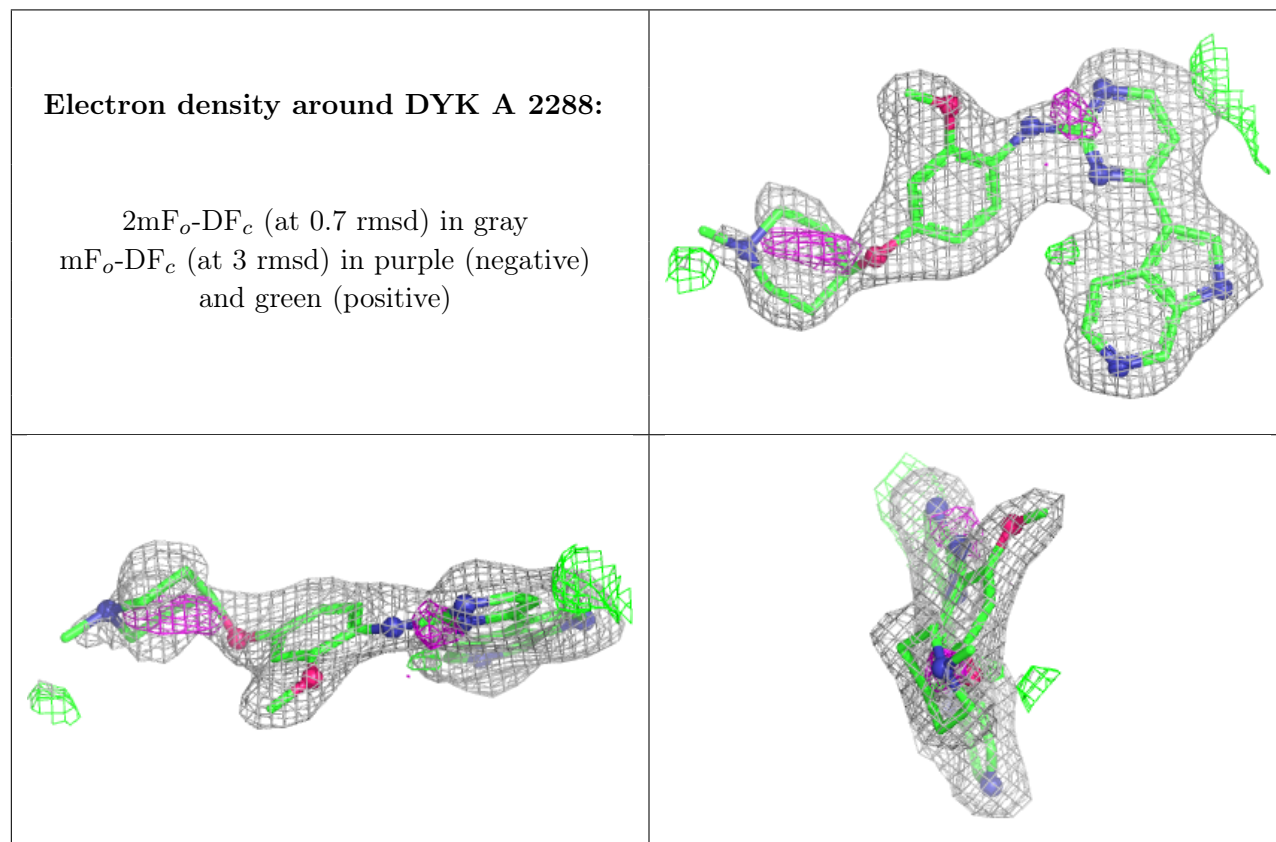 Electron density around DYK A 2288:
2mFo-DFc (at 0.7 rmsd) in gray
mFo-DFc (at 3 rmsd) in purple (negative)
and green (positive)